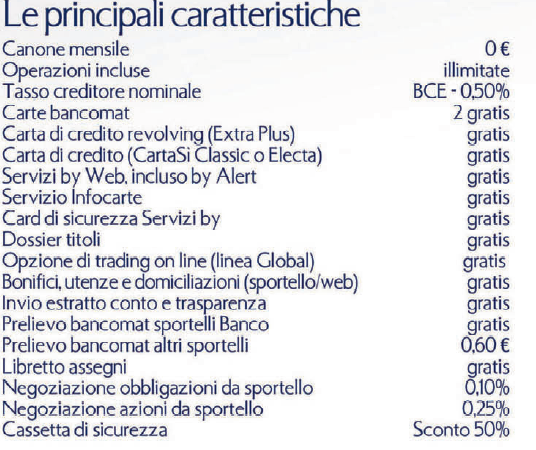 Le principali caratteristiche
Canone mensile 0 €
Operazioni incluse illimitate
Tasso creditore nominale BCE - 0,50%
Carte bancomat 2 gratis
Carta di credito revolving (Extra Plus) gratis
Carta di credito (CartaSi Classic o Electa) gratis
Servizi by Web, incluso by Alert gratis
Servizio Infocarte gratis
Card di sicurezza Servizi by gratis
Dossier titoli gratis
Opzione di trading on line (linea Global) gratis
Bonifici, utenze e domiciliazioni (sportello/web) gratis
Invio estratto conto e trasparenza gratis
Prelievo bancomat sportelli Banco gratis
Prelievo bancomat altri sportelli 0,60 €
Libretto assegni gratis
Negoziazione obbligazioni da sportello 0,10%
Negoziazione azioni da sportello 0,25%
Cassetta di sicurezza Sconto 50%